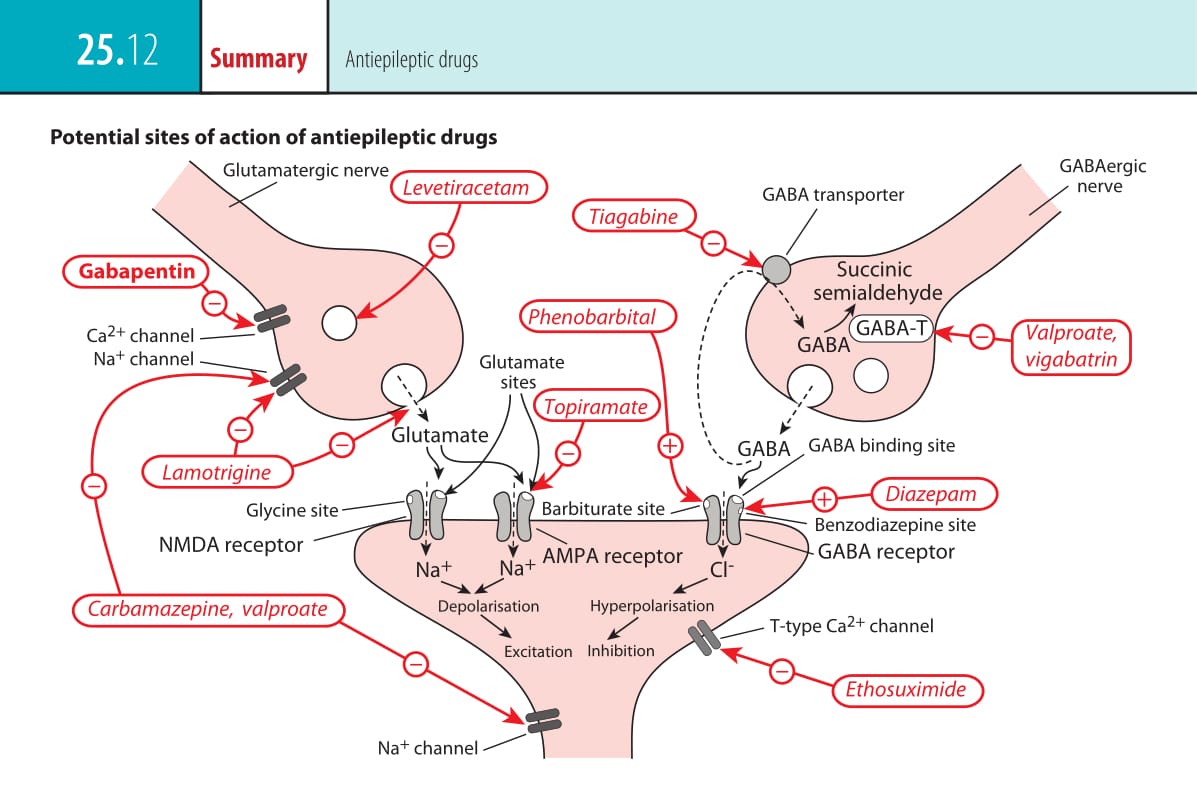 25.12
Summary
Antiepileptic drugs
Potential sites of action of antiepileptic drugs
Glutamatergic nerve
Levetiracetam
GABAergic
nerve
GABA transporter
Tiagabine
Gabapentin
Succinic
semialdehyde
Phenobarbital
GABA-T
GABA
Valproate,
vigabatrin
Ca2+ channel
Na+ channel
Glutamate
sites
Topiramate
Glutamate
GABA
GABA binding site
Lamotrigine
Diazepam
Glycine site
Barbiturate site
Benzodiazepine site
NMDA receptor
AMPA receptor
GABA receptor
Na+
Na+
Cl-
Carbamazepine, valproate
Depolarisation
Hyperpolarisation
T-type Ca2+ channel
Excitation
Inhibition
Ethosuximide
Na+ channel